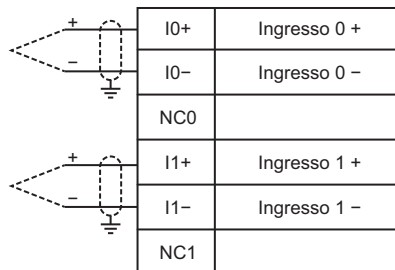 + I0+ Ingresso 0 +
− I0− Ingresso 0 −
NC0
+ I1+ Ingresso 1 +
− I1− Ingresso 1 −
NC1